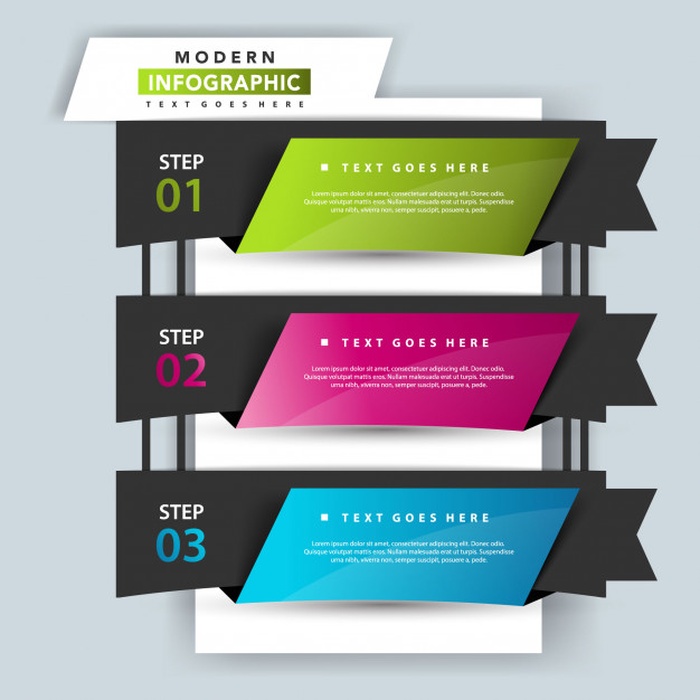 MODERN
INFOGRAPHIC
TEXT GOES HERE
STEP
01
TEXT GOES HERE
Lorem ipsum dolor sit amet, consectetuer adipiscing elit. Donec odio.
Quisque volutpat mattis eros. Nullam malesuada erat ut turpis. Suspendisse
urna nibh, viverra non, semper suscipit, posuere a, pede.
STEP
02
TEXT GOES HERE
Lorem ipsum dolor sit amet, consectetuer adipiscing elit. Donec odio.
Quisque volutpat mattis eros. Nullam malesuada erat ut turpis. Suspendisse
urna nibh, viverra non, semper suscipit, posuere a, pede.
STEP
03
TEXT GOES HERE
Lorem ipsum dolor sit amet, consectetuer adipiscing elit. Donec odio.
Quisque volutpat mattis eros. Nullam malesuada erat ut turpis. Suspendisse
urna nibh, viverra non, semper suscipit, posuere a, pede.